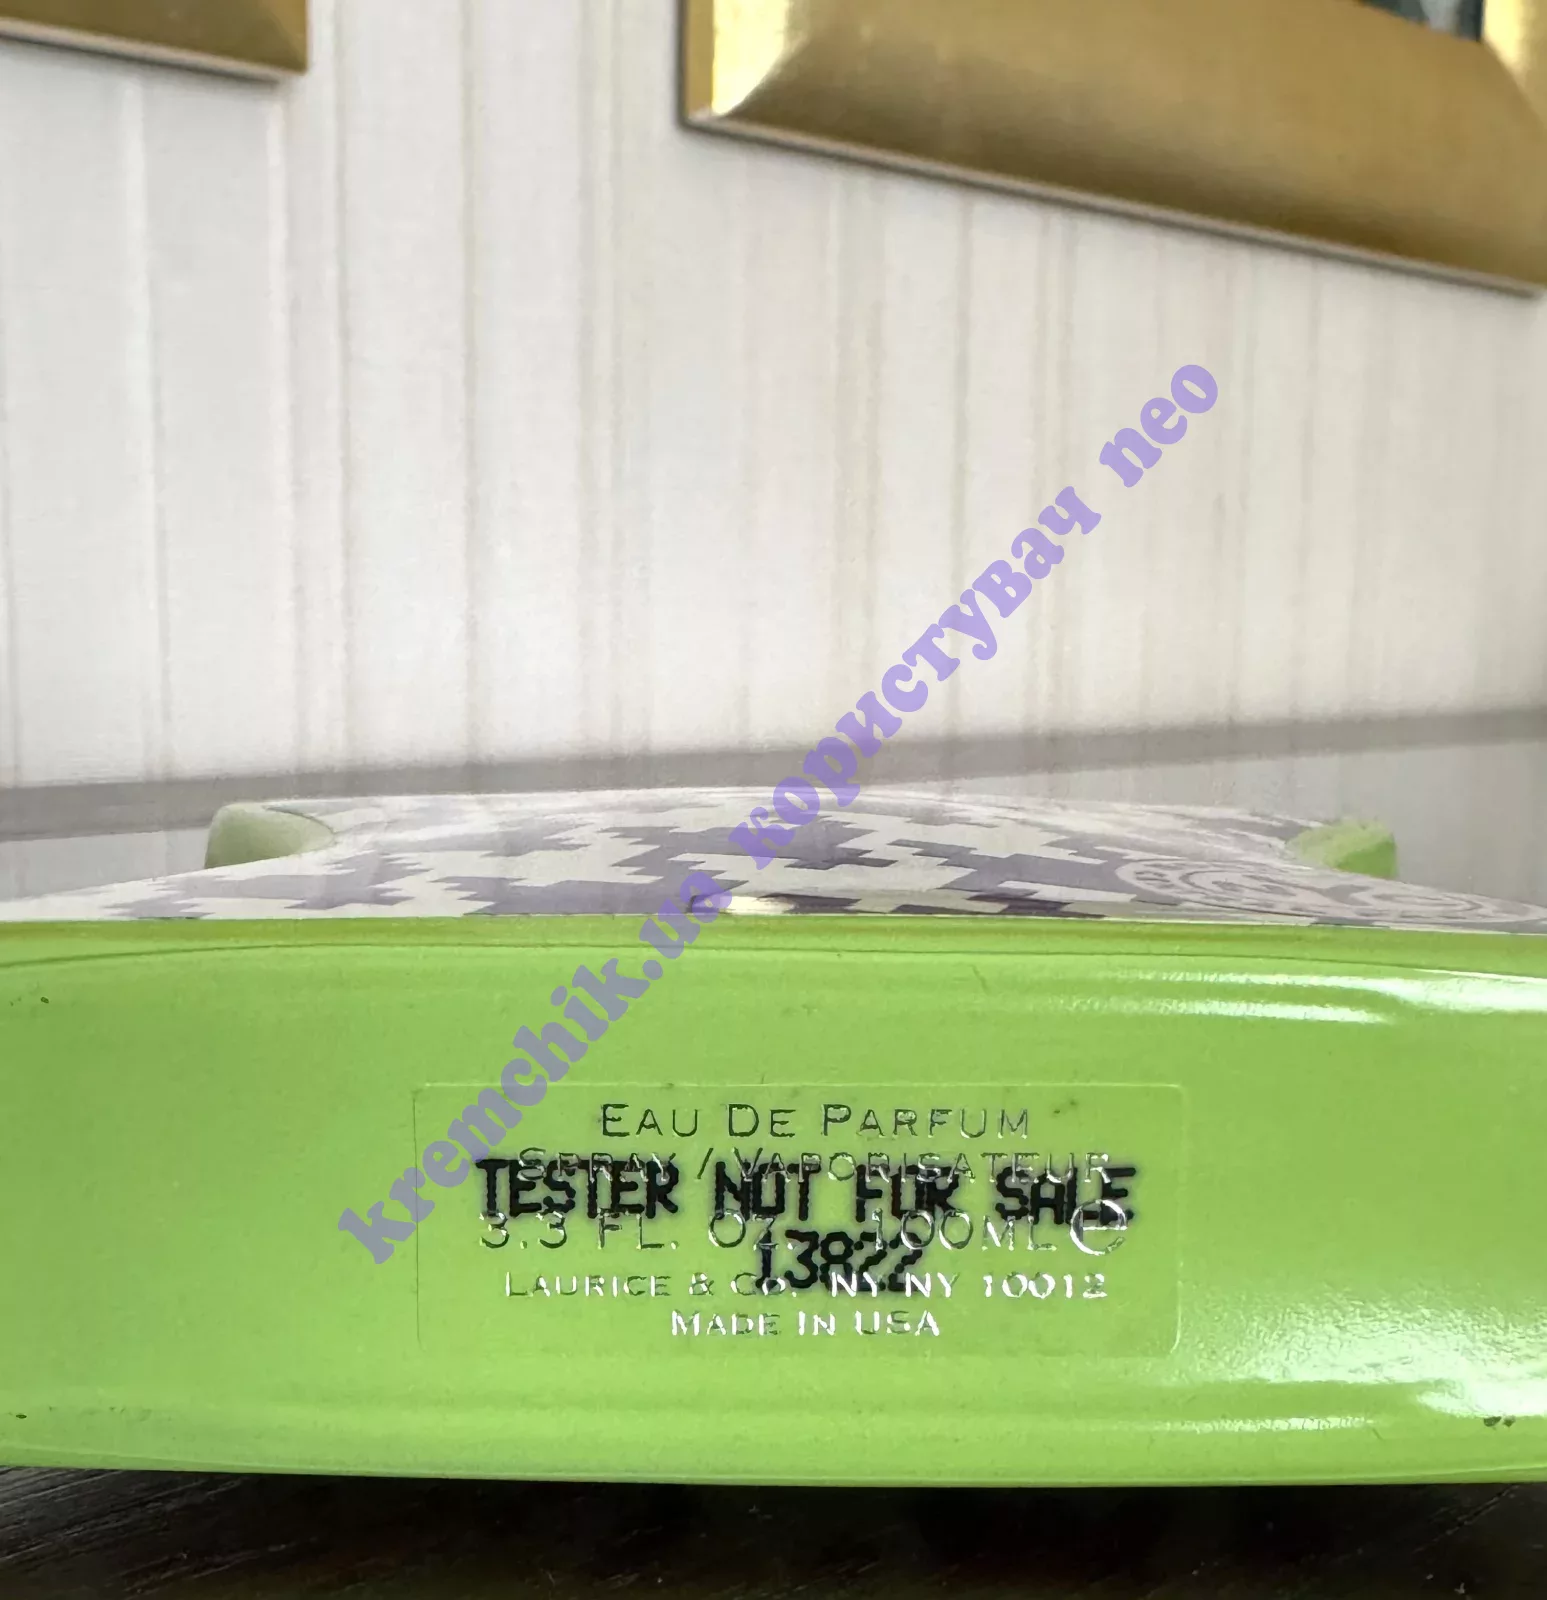 kremchik.ua користувач neo
EAU DE PARFUM
SPRAY / VAPORISATEUR
TESTER NOT FOR SALE
3.3 FL. OZ. 100ML ℮
13822
LAURICE & CO. NY NY 10012
MADE IN USA